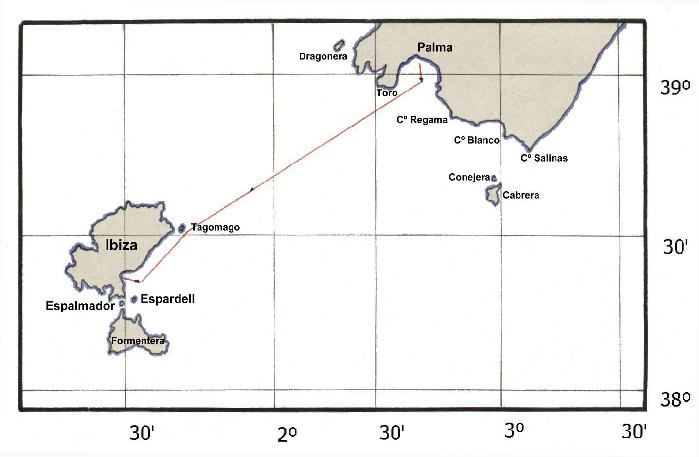 Palma
Dragonera
39º
Toro
Cº Regama
Cº Blanco
Cº Salinas
Conejera
Cabrera
Tagomago
Ibiza
30'
Espalmador
Espardell
Formentera
38º
30'
2º
30'
3º
30'